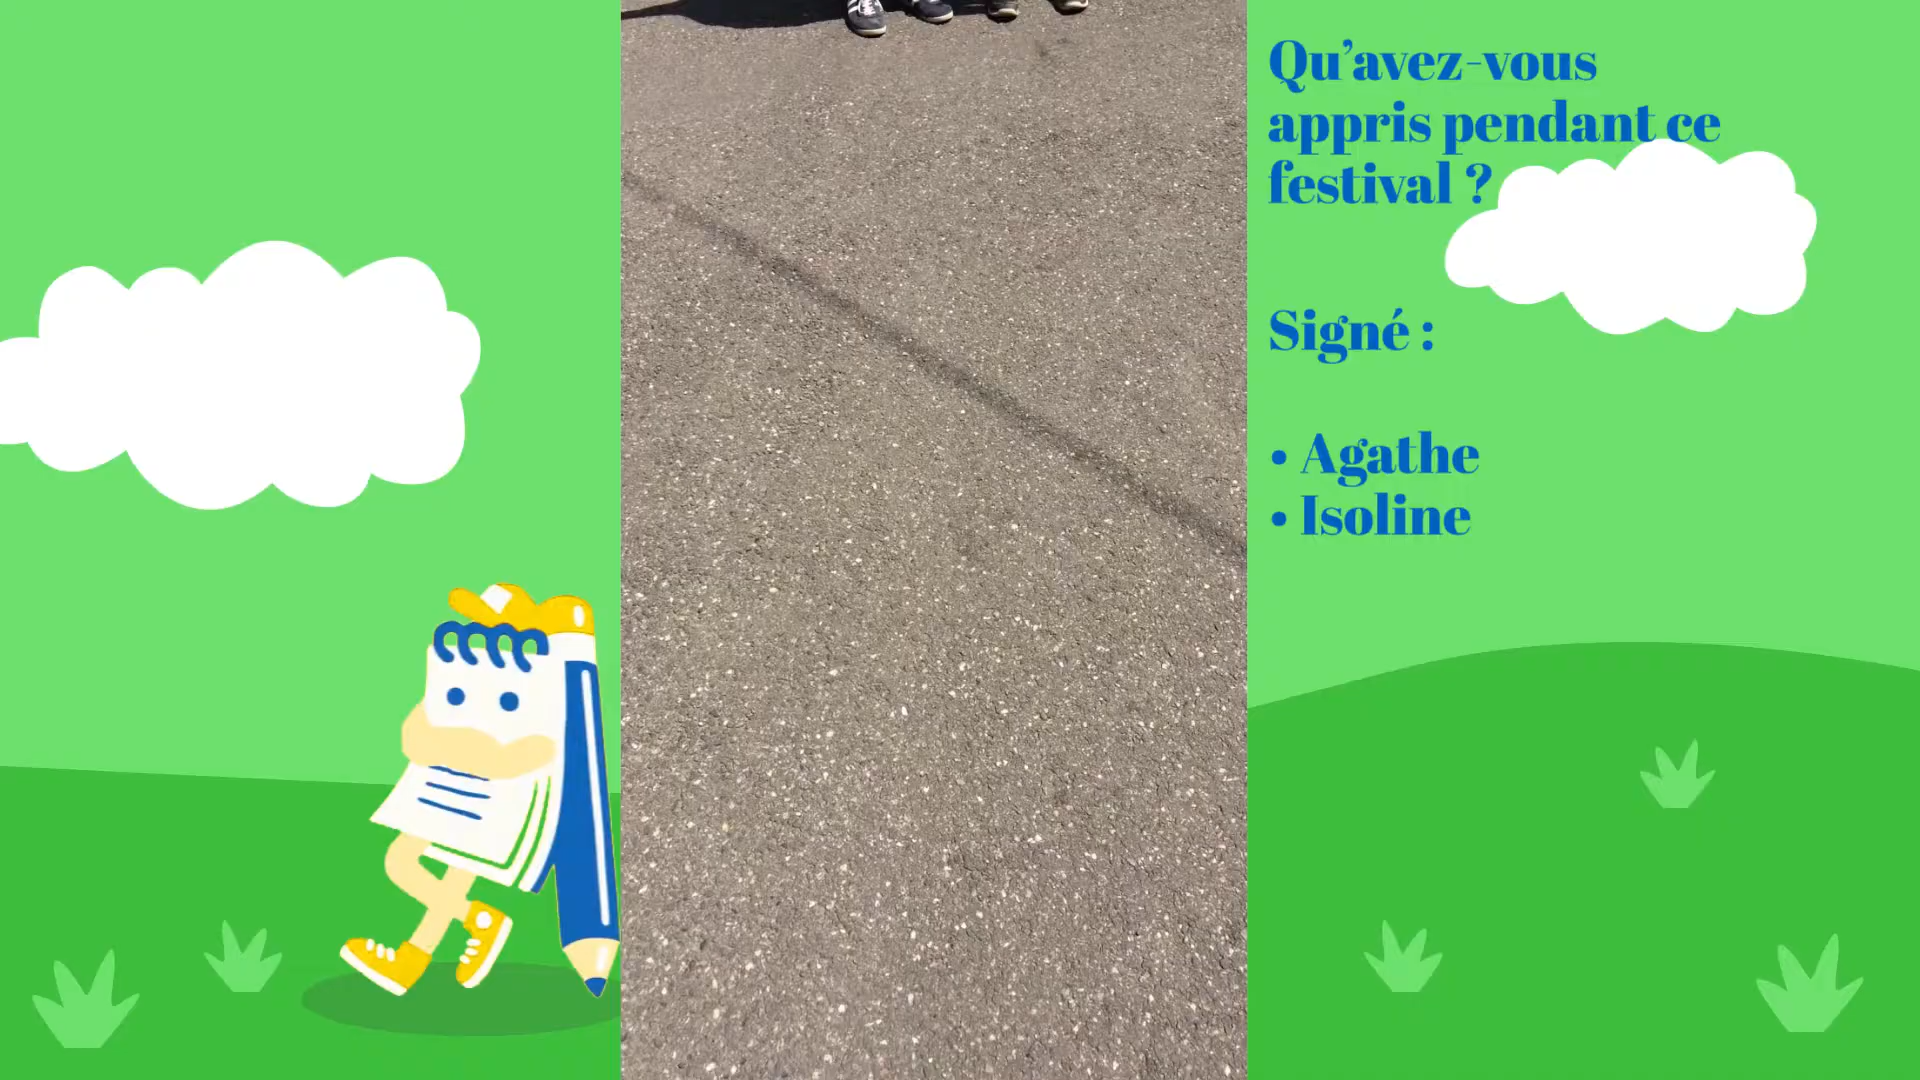 Qu’avez-vous
appris pendant ce
festival ?
Signé :
• Agathe
• Isoline